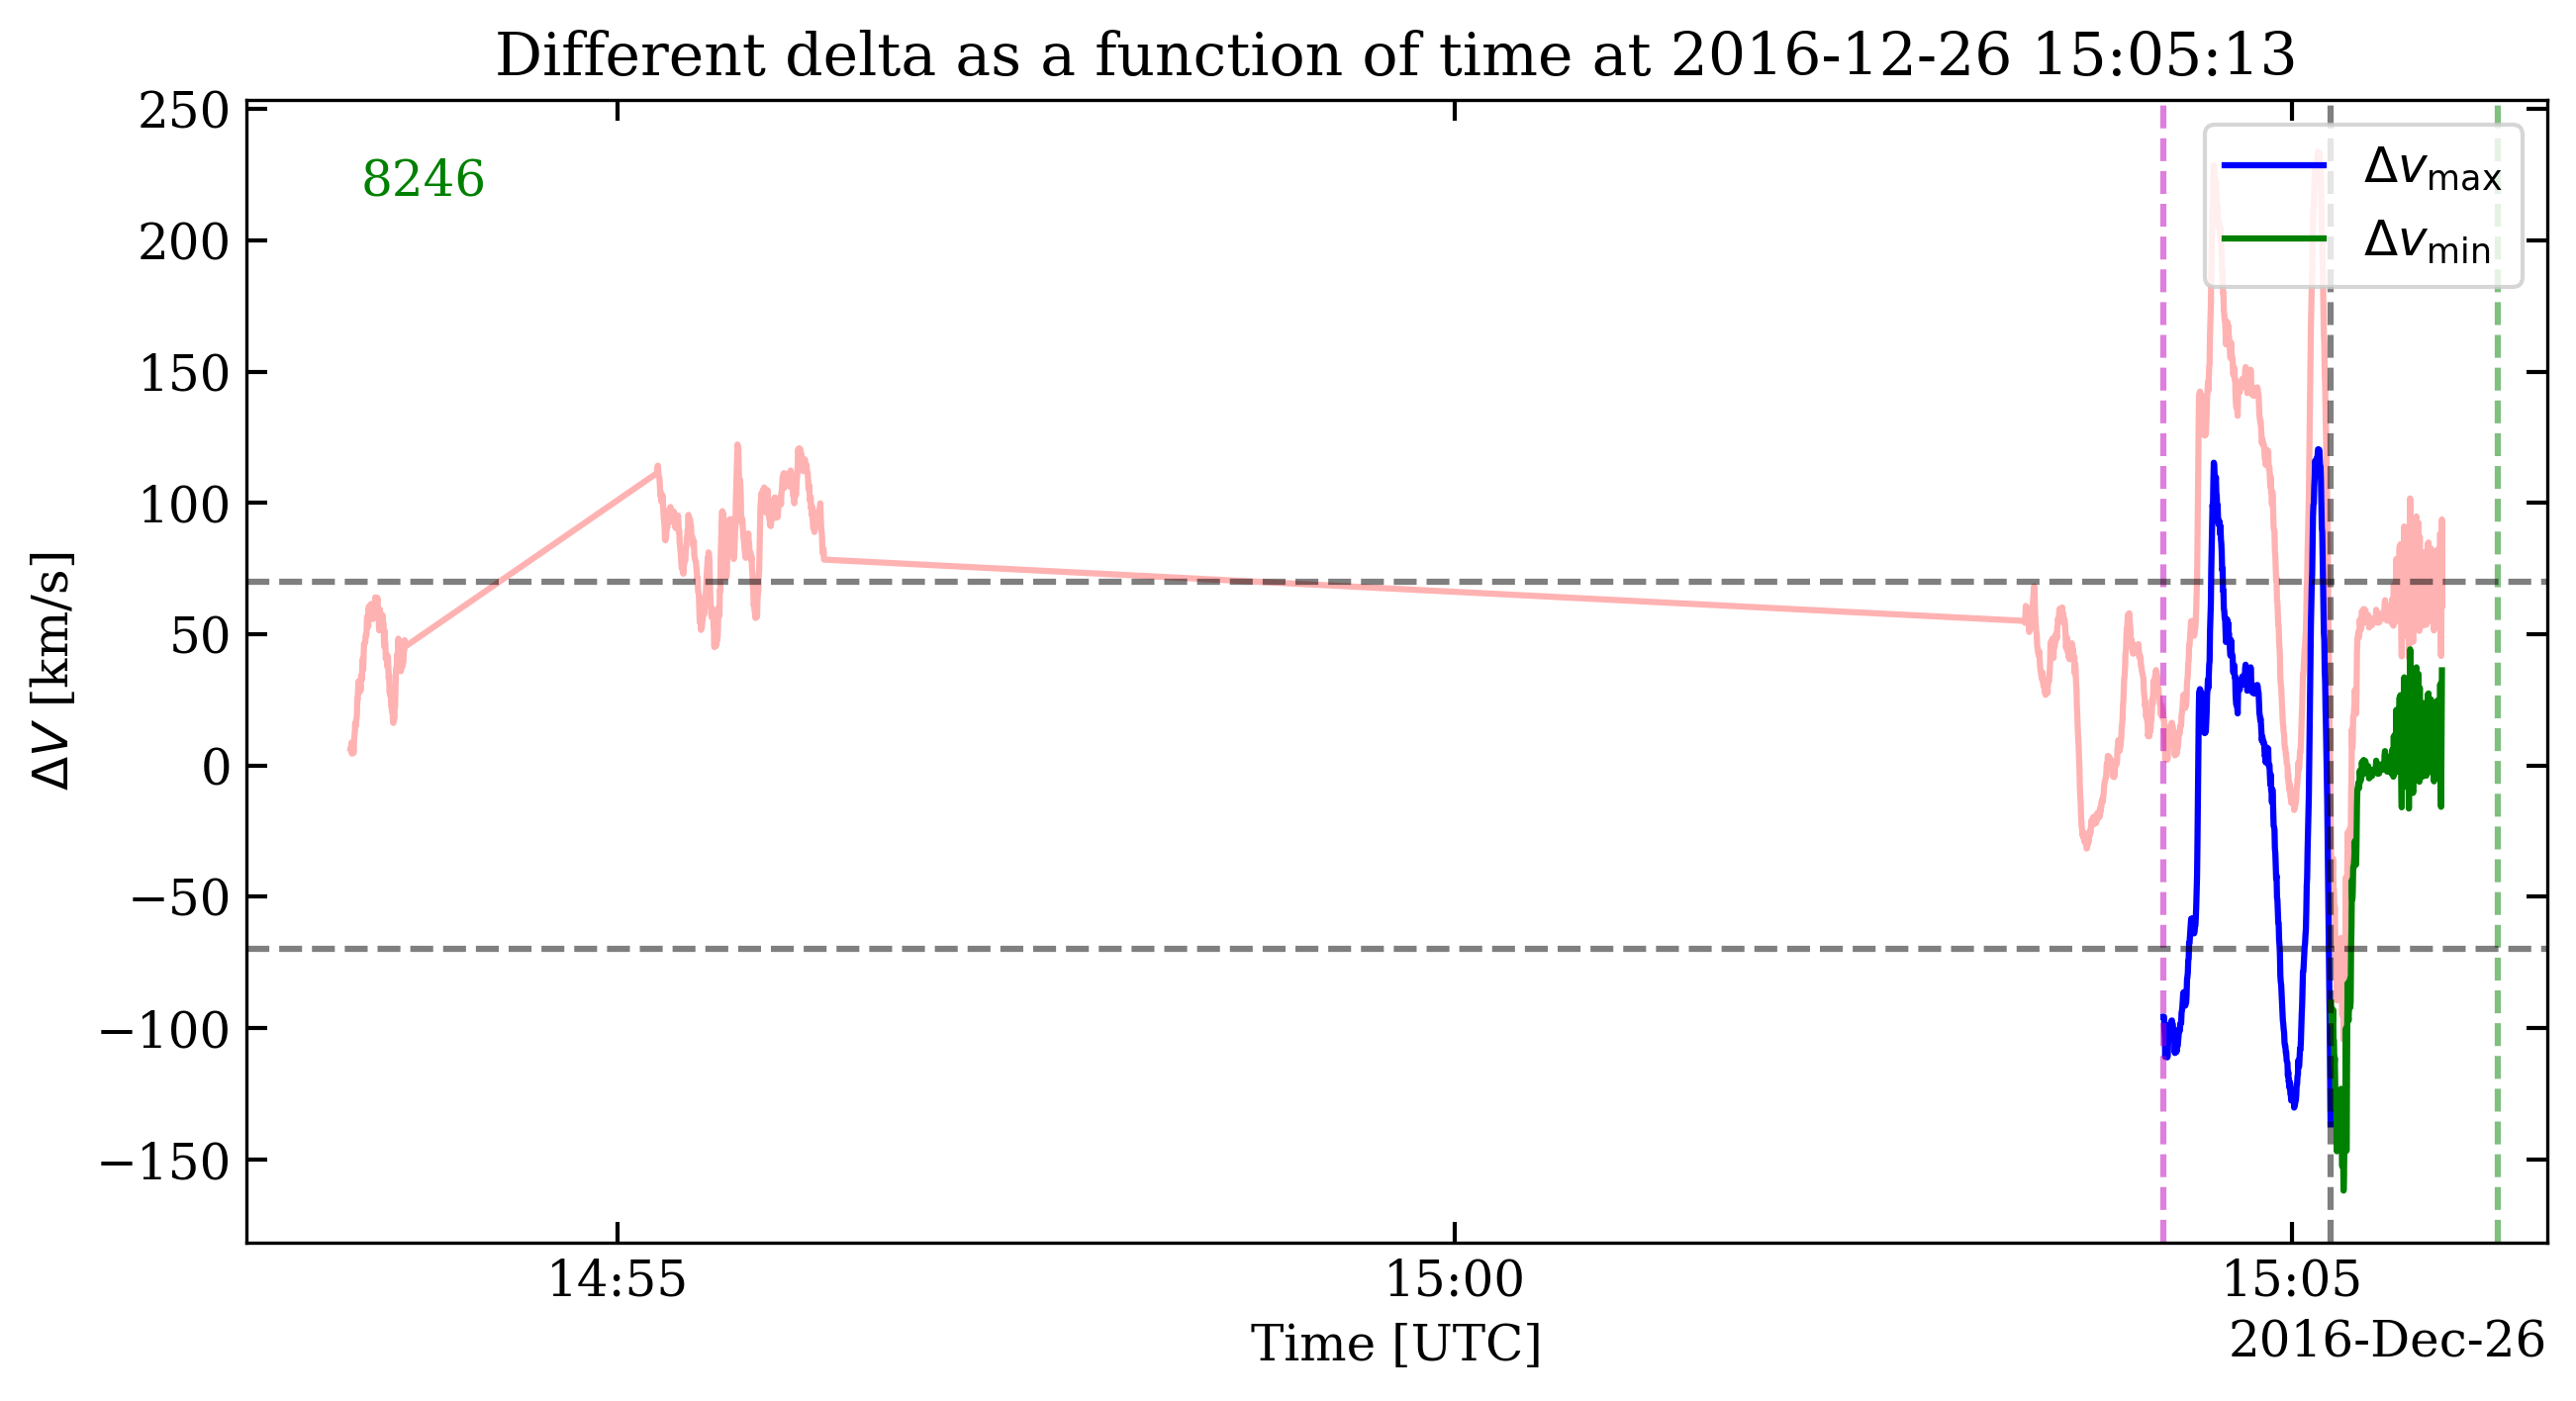 Different delta as a function of time at 2016-12-26 15:05:13
250
200
150
100
50
0
−50
−100
−150
ΔV [km/s]
8246
Δv_max
Δv_min
14:55
15:00
15:05
Time [UTC]
2016-Dec-26